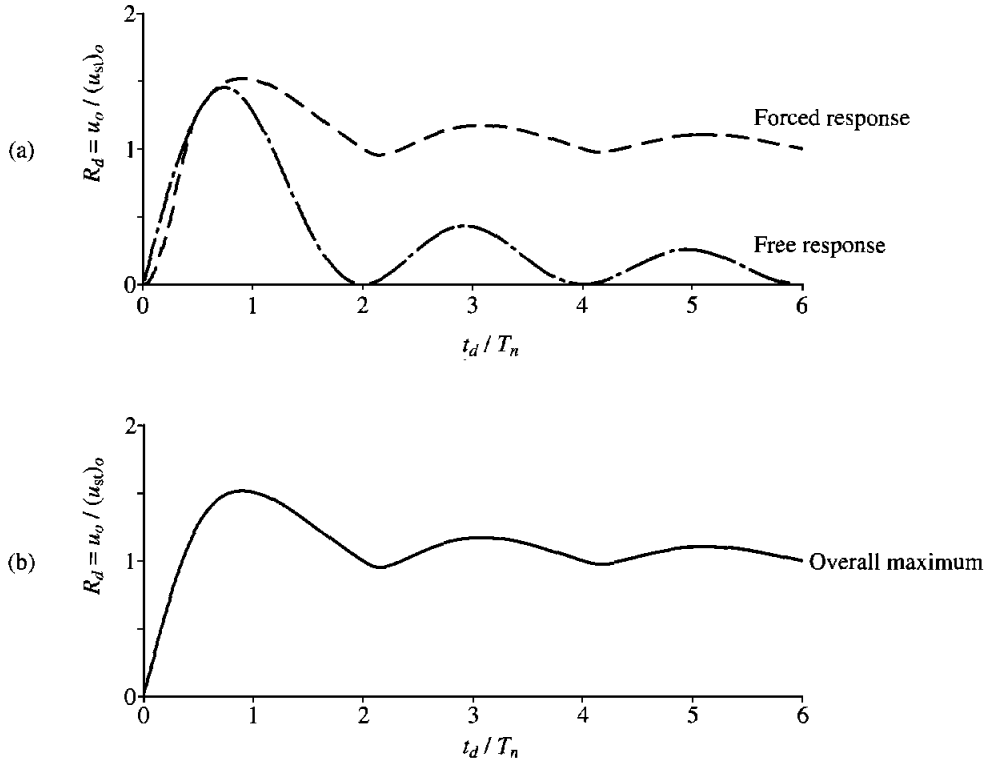 (a)
R_d = u_o / (u_st)_o
2
1
0
Forced response
Free response
0 1 2 3 4 5 6
t_d / T_n
(b)
R_d = u_o / (u_st)_o
2
1
0
Overall maximum
0 1 2 3 4 5 6
t_d / T_n